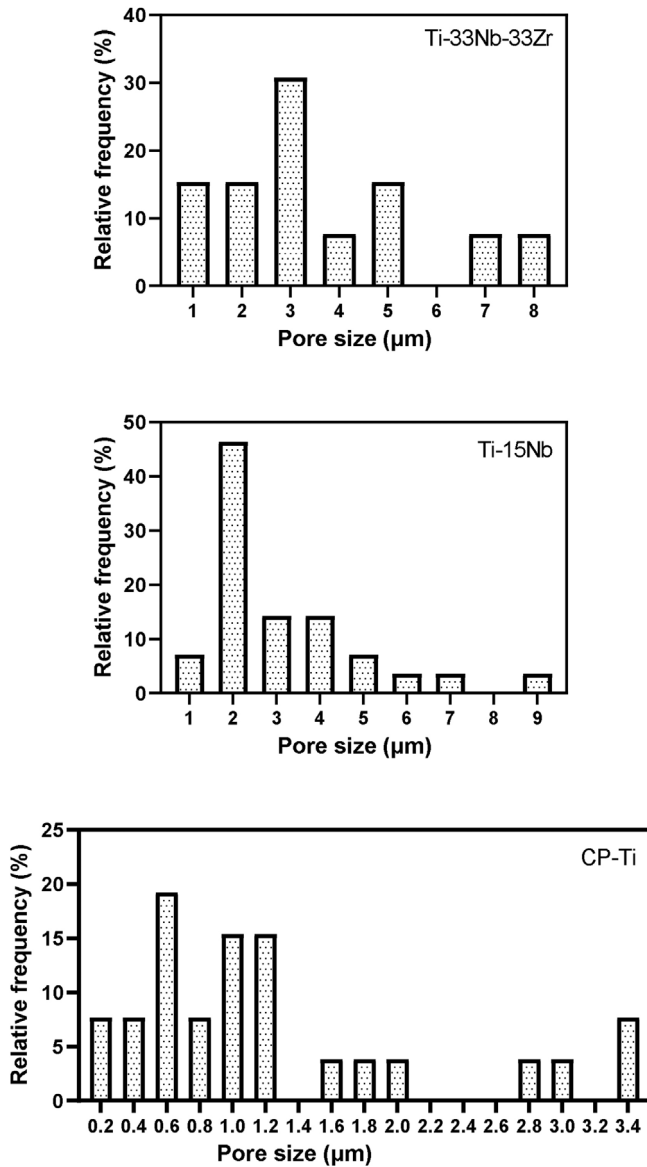 Ti-33Nb-33Zr
Relative frequency (%)
40
30
20
10
0
1 2 3 4 5 6 7 8
Pore size (µm)
Ti-15Nb
Relative frequency (%)
50
40
30
20
10
0
1 2 3 4 5 6 7 8 9
Pore size (µm)
CP-Ti
Relative frequency (%)
25
20
15
10
5
0
0.2 0.4 0.6 0.8 1.0 1.2 1.4 1.6 1.8 2.0 2.2 2.4 2.6 2.8 3.0 3.2 3.4
Pore size (µm)